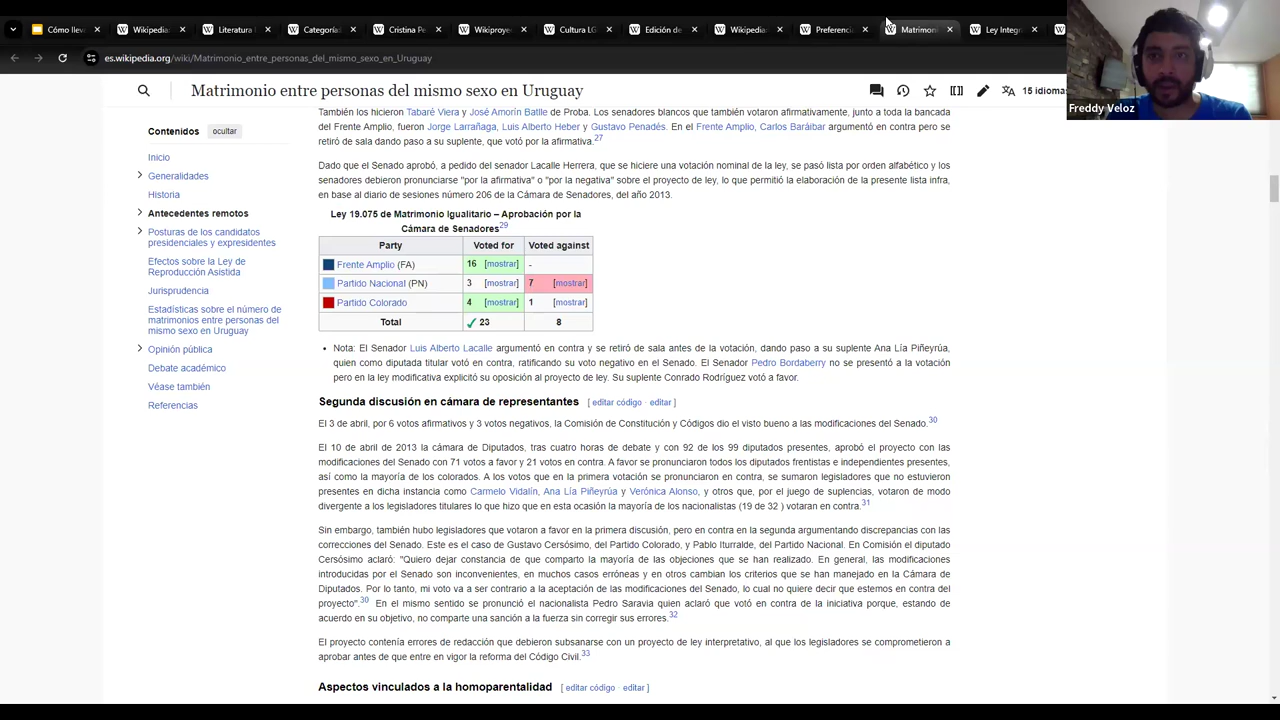 Cómo llev
Wikipedia
Literatura
Categoría
Cristina Pe
Wikiproye
Cultura LG
Edición de
Wikipedia
Preferenci
Matrimoni
Ley Integr
es.wikipedia.org/wiki/Matrimonio_entre_personas_del_mismo_sexo_en_Uruguay
Freddy Veloz
Matrimonio entre personas del mismo sexo en Uruguay
15 idiomas
Contenidos ocultar
Inicio
Generalidades
Historia
Antecedentes remotos
Posturas de los candidatos
presidenciales y expresidentes
Efectos sobre la Ley de
Reproducción Asistida
Jurisprudencia
Estadísticas sobre el número de
matrimonios entre personas del
mismo sexo en Uruguay
Opinión pública
Debate académico
Véase también
Referencias
También los hicieron Tabaré Viera y José Amorín Batlle de Proba. Los senadores blancos que también votaron afirmativamente, junto a toda la bancada
del Frente Amplio, fueron Jorge Larrañaga, Luis Alberto Heber y Gustavo Penadés. En el Frente Amplio, Carlos Baráibar argumentó en contra pero se
retiró de sala dando paso a su suplente, que votó por la afirmativa.27
Dado que el Senado aprobó, a pedido del senador Lacalle Herrera, que se hiciere una votación nominal de la ley, se pasó lista por orden alfabético y los
senadores debieron pronunciarse "por la afirmativa" o "por la negativa" sobre el proyecto de ley, lo que permitió la elaboración de la presente lista infra,
en base al diario de sesiones número 206 de la Cámara de Senadores, del año 2013.
Ley 19.075 de Matrimonio Igualitario – Aprobación por la
Cámara de Senadores29
Party Voted for Voted against
Frente Amplio (FA) 16 [mostrar] -
Partido Nacional (PN) 3 [mostrar] 7 [mostrar]
Partido Colorado 4 [mostrar] 1 [mostrar]
Total ✓ 23 8
• Nota: El Senador Luis Alberto Lacalle argumentó en contra y se retiró de sala antes de la votación, dando paso a su suplente Ana Lía Piñeyrúa,
quien como diputada titular votó en contra, ratificando su voto negativo en el Senado. El Senador Pedro Bordaberry no se presentó a la votación
pero en la ley modificativa explicitó su oposición al proyecto de ley. Su suplente Conrado Rodríguez votó a favor.
Segunda discusión en cámara de representantes [ editar código · editar ]
El 3 de abril, por 6 votos afirmativos y 3 votos negativos, la Comisión de Constitución y Códigos dio el visto bueno a las modificaciones del Senado.30
El 10 de abril de 2013 la cámara de Diputados, tras cuatro horas de debate y con 92 de los 99 diputados presentes, aprobó el proyecto con las
modificaciones del Senado con 71 votos a favor y 21 votos en contra. A favor se pronunciaron todos los diputados frentistas e independientes presentes,
así como la mayoría de los colorados. A los votos que en la primera votación se pronunciaron en contra, se sumaron legisladores que no estuvieron
presentes en dicha instancia como Carmelo Vidalín, Ana Lía Piñeyrúa y Verónica Alonso, y otros que, por el juego de suplencias, votaron de modo
divergente a los legisladores titulares lo que hizo que en esta ocasión la mayoría de los nacionalistas (19 de 32 ) votaran en contra.31
Sin embargo, también hubo legisladores que votaron a favor en la primera discusión, pero en contra en la segunda argumentando discrepancias con las
correcciones del Senado. Este es el caso de Gustavo Cersósimo, del Partido Colorado, y Pablo Iturralde, del Partido Nacional. En Comisión el diputado
Cersósimo aclaró: "Quiero dejar constancia de que comparto la mayoría de las objeciones que se han realizado. En general, las modificaciones
introducidas por el Senado son inconvenientes, en muchos casos erróneas y en otros cambian los criterios que se han manejado en la Cámara de
Diputados. Por lo tanto, mi voto va a ser contrario a la aceptación de las modificaciones del Senado, lo cual no quiere decir que estemos en contra del
proyecto".30 En el mismo sentido se pronunció el nacionalista Pedro Saravia quien aclaró que votó en contra de la iniciativa porque, estando de
acuerdo en su objetivo, no comparte una sanción a la fuerza sin corregir sus errores.32
El proyecto contenía errores de redacción que debieron subsanarse con un proyecto de ley interpretativo, al que los legisladores se comprometieron a
aprobar antes de que entre en vigor la reforma del Código Civil.33
Aspectos vinculados a la homoparentalidad [ editar código · editar ]